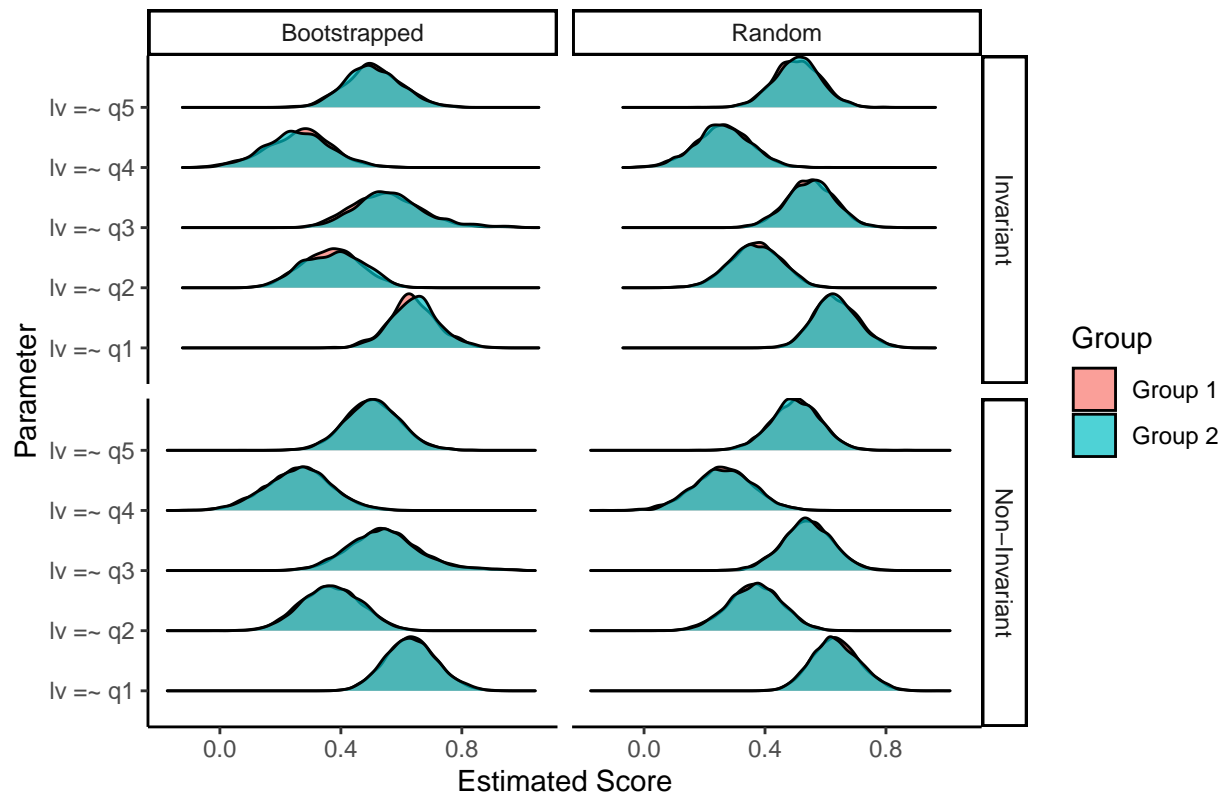 Bootstrapped
Random
Parameter
lv =~ q5
lv =~ q4
lv =~ q3
lv =~ q2
lv =~ q1
Invariant
lv =~ q5
lv =~ q4
lv =~ q3
lv =~ q2
lv =~ q1
Non−Invariant
0.0 0.4 0.8
0.0 0.4 0.8
Estimated Score
Group
Group 1
Group 2